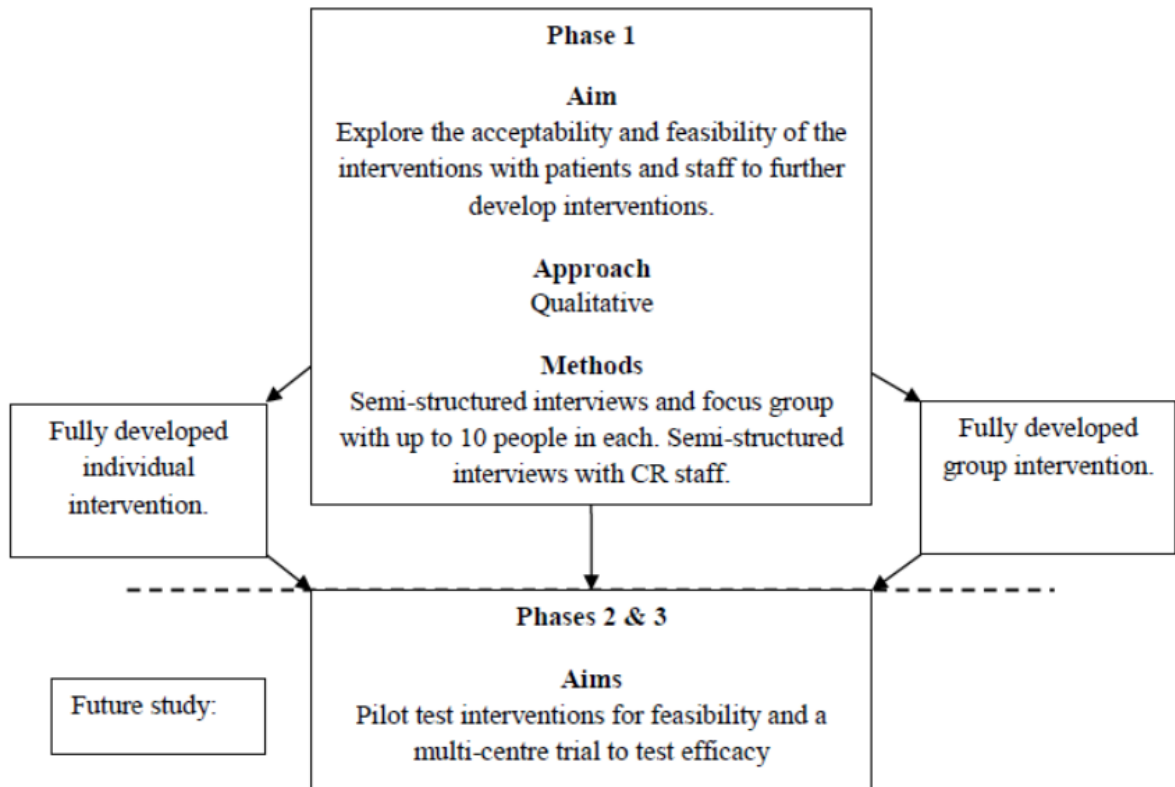 Phase 1
Aim
Explore the acceptability and feasibility of the
interventions with patients and staff to further
develop interventions.
Approach
Qualitative
Methods
Semi-structured interviews and focus group
with up to 10 people in each. Semi-structured
interviews with CR staff.
Fully developed
individual
intervention.
Fully developed
group intervention.
Phases 2 & 3
Aims
Pilot test interventions for feasibility and a
multi-centre trial to test efficacy
Future study: